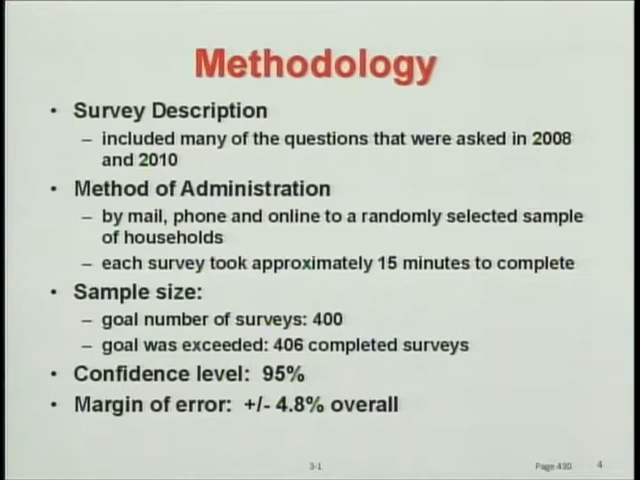 Methodology
• Survey Description
– included many of the questions that were asked in 2008
and 2010
• Method of Administration
– by mail, phone and online to a randomly selected sample
of households
– each survey took approximately 15 minutes to complete
• Sample size:
– goal number of surveys: 400
– goal was exceeded: 406 completed surveys
• Confidence level: 95%
• Margin of error: +/- 4.8% overall
3-1
Page 430
4